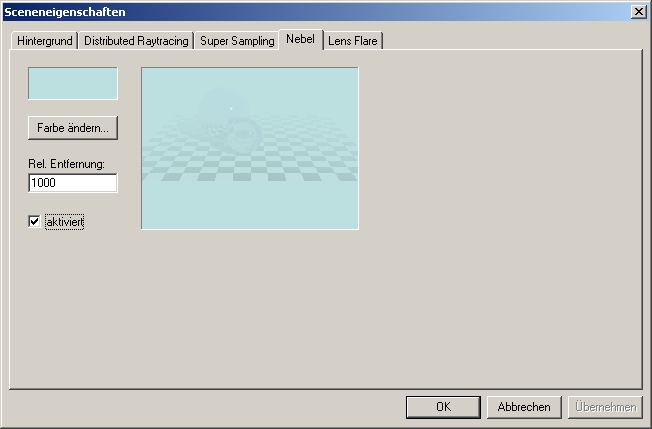 Sceneneigenschaften
Hintergrund Distributed Raytracing Super Sampling Nebel Lens Flare
Farbe ändern...
Rel. Entfernung:
1000
aktiviert
OK Abbrechen Übernehmen